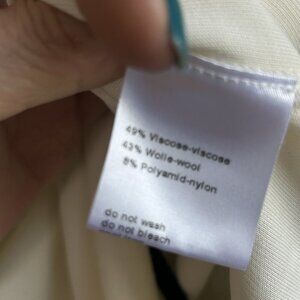 49% Viscose-viscose
43% Wolle-wool
8% Polyamid-nylon
do not wash
do not bleach